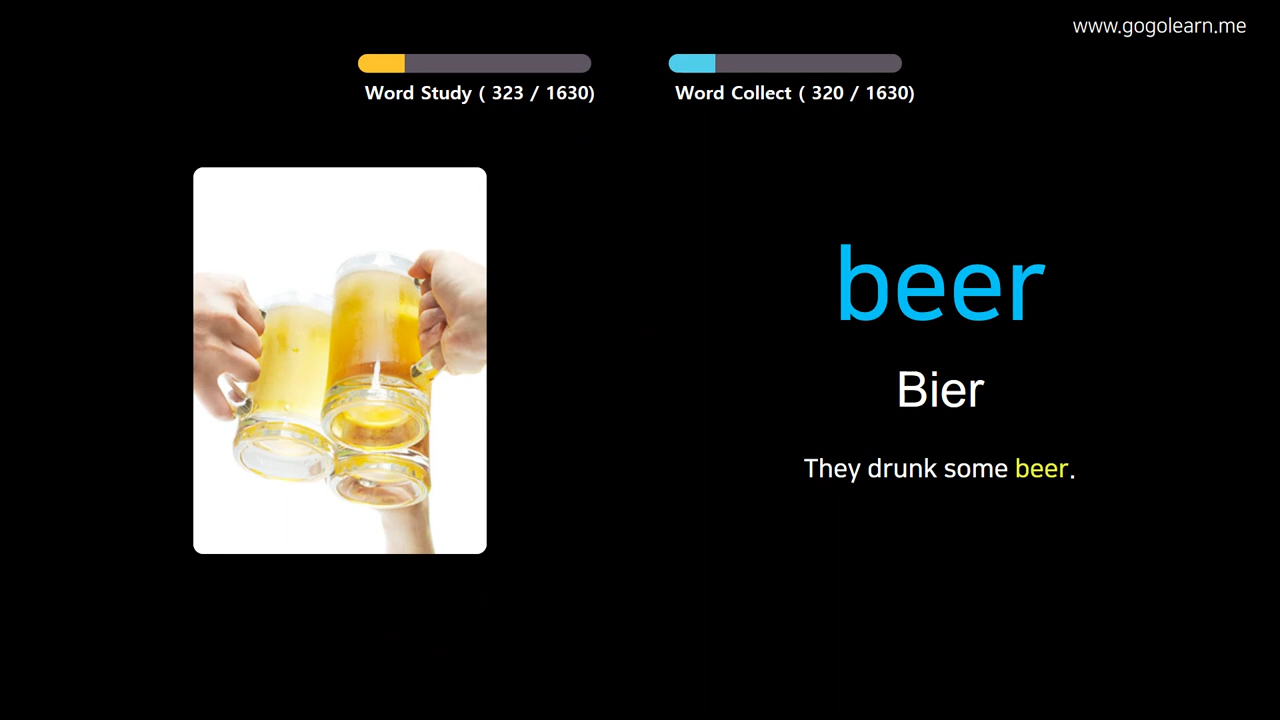 www.gogolearn.me
Word Study ( 323 / 1630)
Word Collect ( 320 / 1630)
beer
Bier
They drunk some beer.